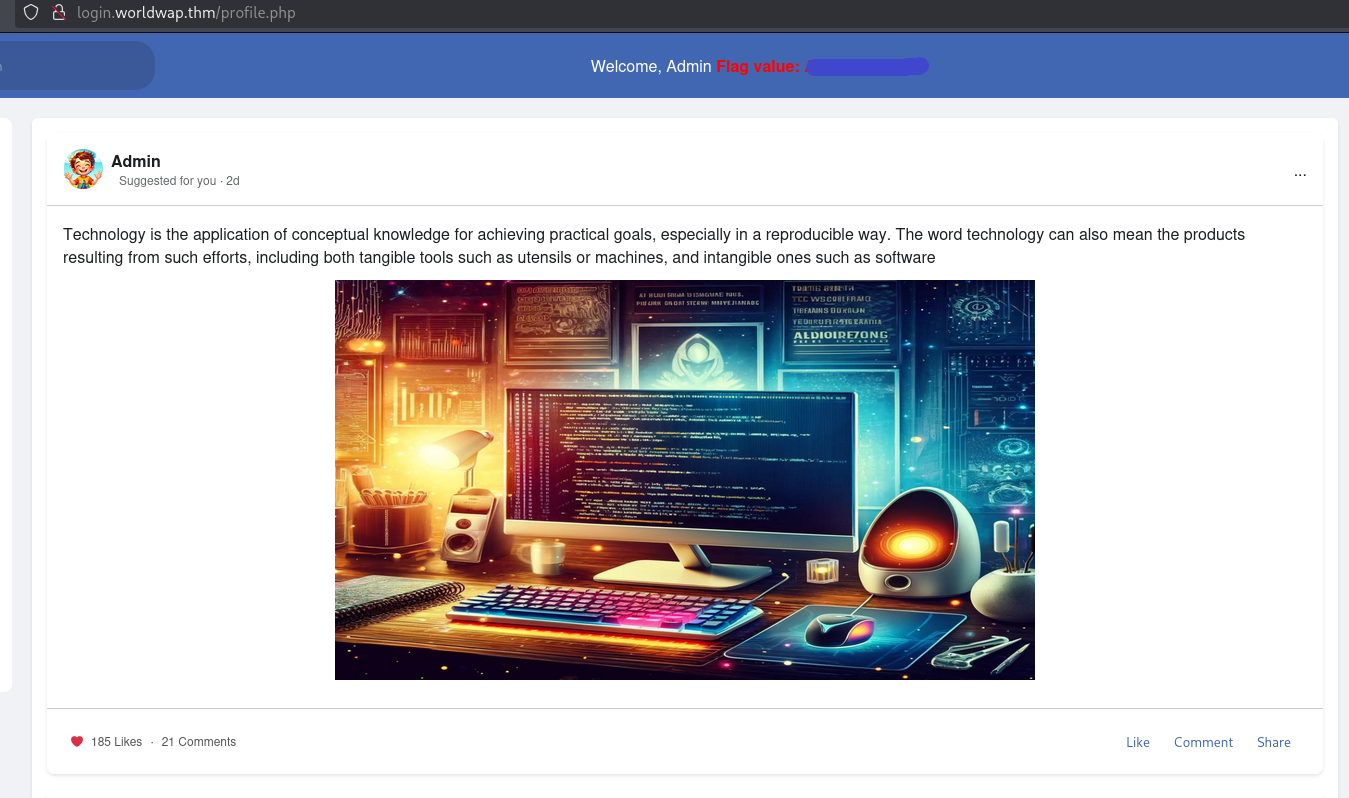 login.worldwap.thm/profile.php
Welcome, Admin Flag value:
Admin
Suggested for you · 2d
...
Technology is the application of conceptual knowledge for achieving practical goals, especially in a reproducible way. The word technology can also mean the products
resulting from such efforts, including both tangible tools such as utensils or machines, and intangible ones such as software
185 Likes · 21 Comments
Like Comment Share